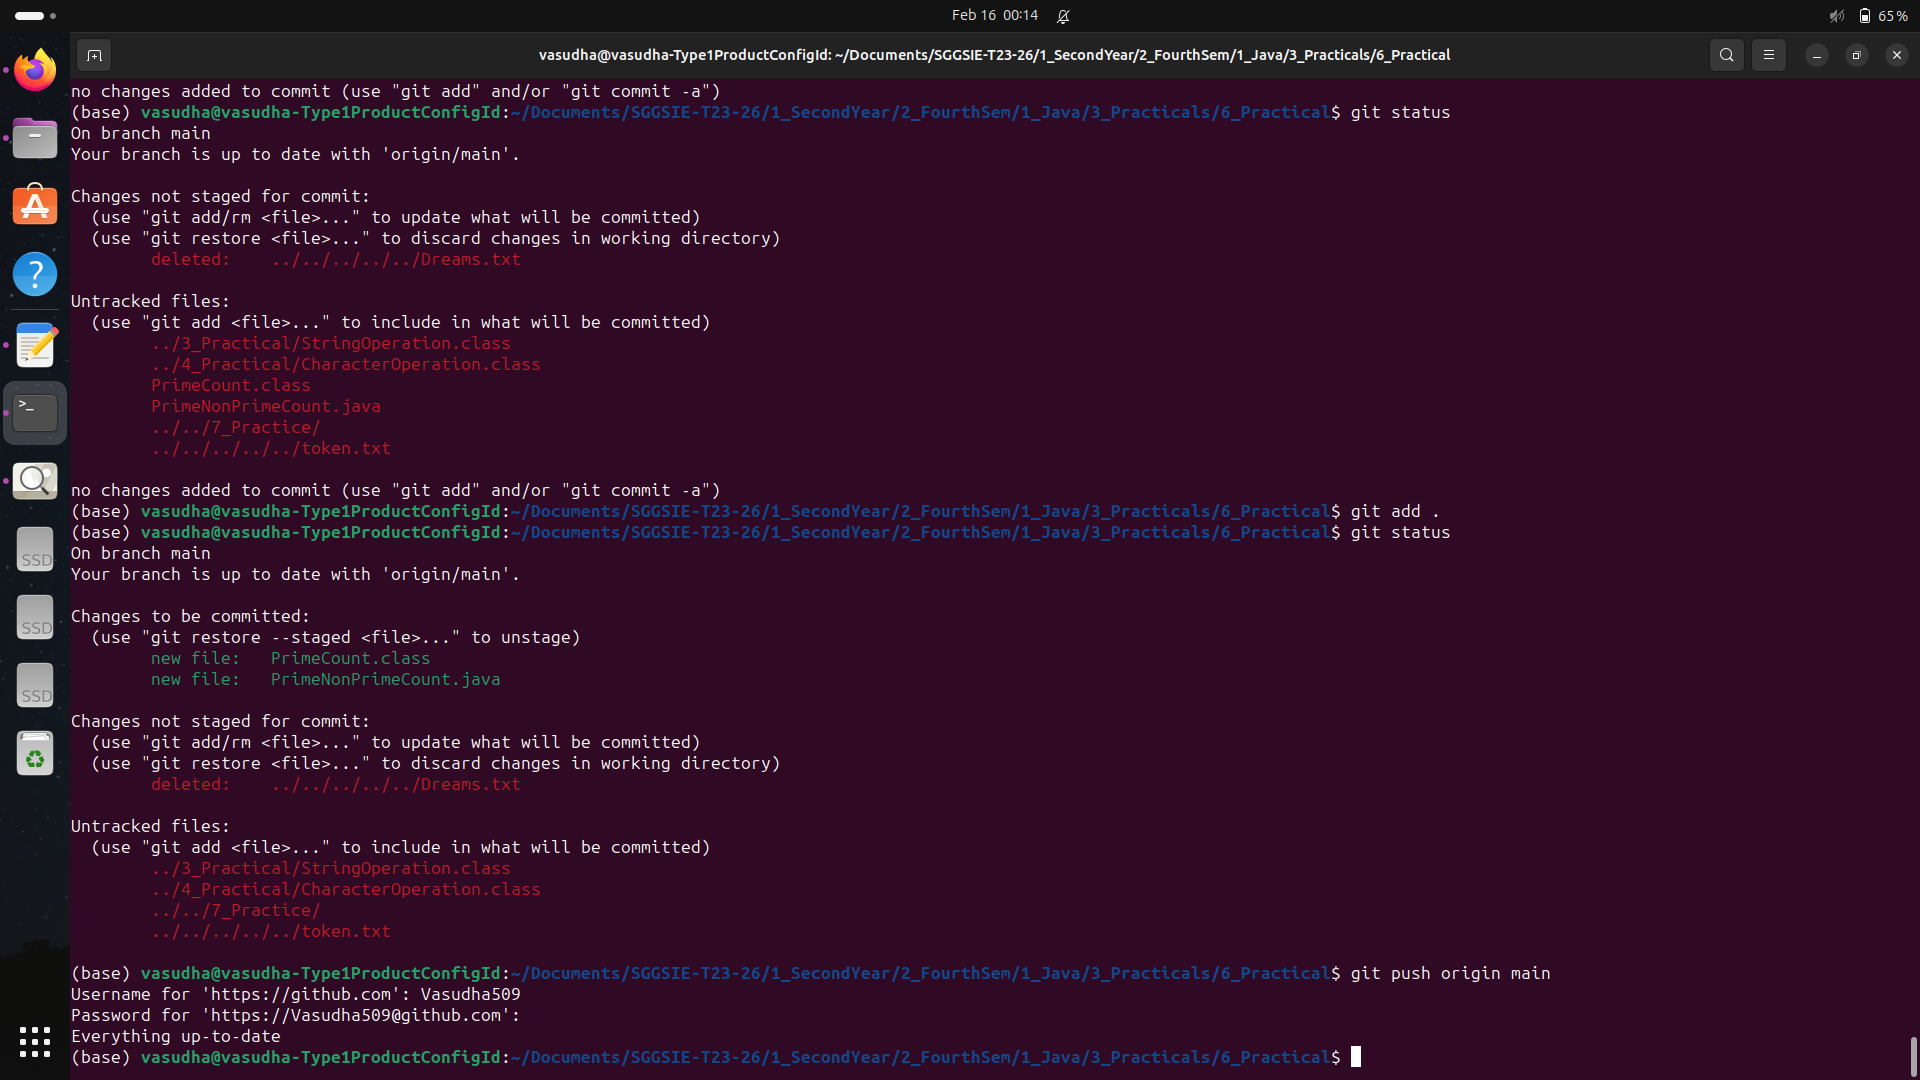 Feb 16 00:14
65%
vasudha@vasudha-Type1ProductConfigId: ~/Documents/SGGSIE-T23-26/1_SecondYear/2_FourthSem/1_Java/3_Practicals/6_Practical
no changes added to commit (use "git add" and/or "git commit -a")
(base) vasudha@vasudha-Type1ProductConfigId:~/Documents/SGGSIE-T23-26/1_SecondYear/2_FourthSem/1_Java/3_Practicals/6_Practical$ git status
On branch main
Your branch is up to date with 'origin/main'.
Changes not staged for commit:
  (use "git add/rm <file>..." to update what will be committed)
  (use "git restore <file>..." to discard changes in working directory)
        deleted:    ../../../../../Dreams.txt
Untracked files:
  (use "git add <file>..." to include in what will be committed)
        ../3_Practical/StringOperation.class
        ../4_Practical/CharacterOperation.class
        PrimeCount.class
        PrimeNonPrimeCount.java
        ../../7_Practice/
        ../../../../../token.txt
no changes added to commit (use "git add" and/or "git commit -a")
(base) vasudha@vasudha-Type1ProductConfigId:~/Documents/SGGSIE-T23-26/1_SecondYear/2_FourthSem/1_Java/3_Practicals/6_Practical$ git add .
(base) vasudha@vasudha-Type1ProductConfigId:~/Documents/SGGSIE-T23-26/1_SecondYear/2_FourthSem/1_Java/3_Practicals/6_Practical$ git status
On branch main
Your branch is up to date with 'origin/main'.
Changes to be committed:
  (use "git restore --staged <file>..." to unstage)
        new file:   PrimeCount.class
        new file:   PrimeNonPrimeCount.java
Changes not staged for commit:
  (use "git add/rm <file>..." to update what will be committed)
  (use "git restore <file>..." to discard changes in working directory)
        deleted:    ../../../../../Dreams.txt
Untracked files:
  (use "git add <file>..." to include in what will be committed)
        ../3_Practical/StringOperation.class
        ../4_Practical/CharacterOperation.class
        ../../7_Practice/
        ../../../../../token.txt
(base) vasudha@vasudha-Type1ProductConfigId:~/Documents/SGGSIE-T23-26/1_SecondYear/2_FourthSem/1_Java/3_Practicals/6_Practical$ git push origin main
Username for 'https://github.com': Vasudha509
Password for 'https://Vasudha509@github.com':
Everything up-to-date
(base) vasudha@vasudha-Type1ProductConfigId:~/Documents/SGGSIE-T23-26/1_SecondYear/2_FourthSem/1_Java/3_Practicals/6_Practical$
SSD
SSD
SSD